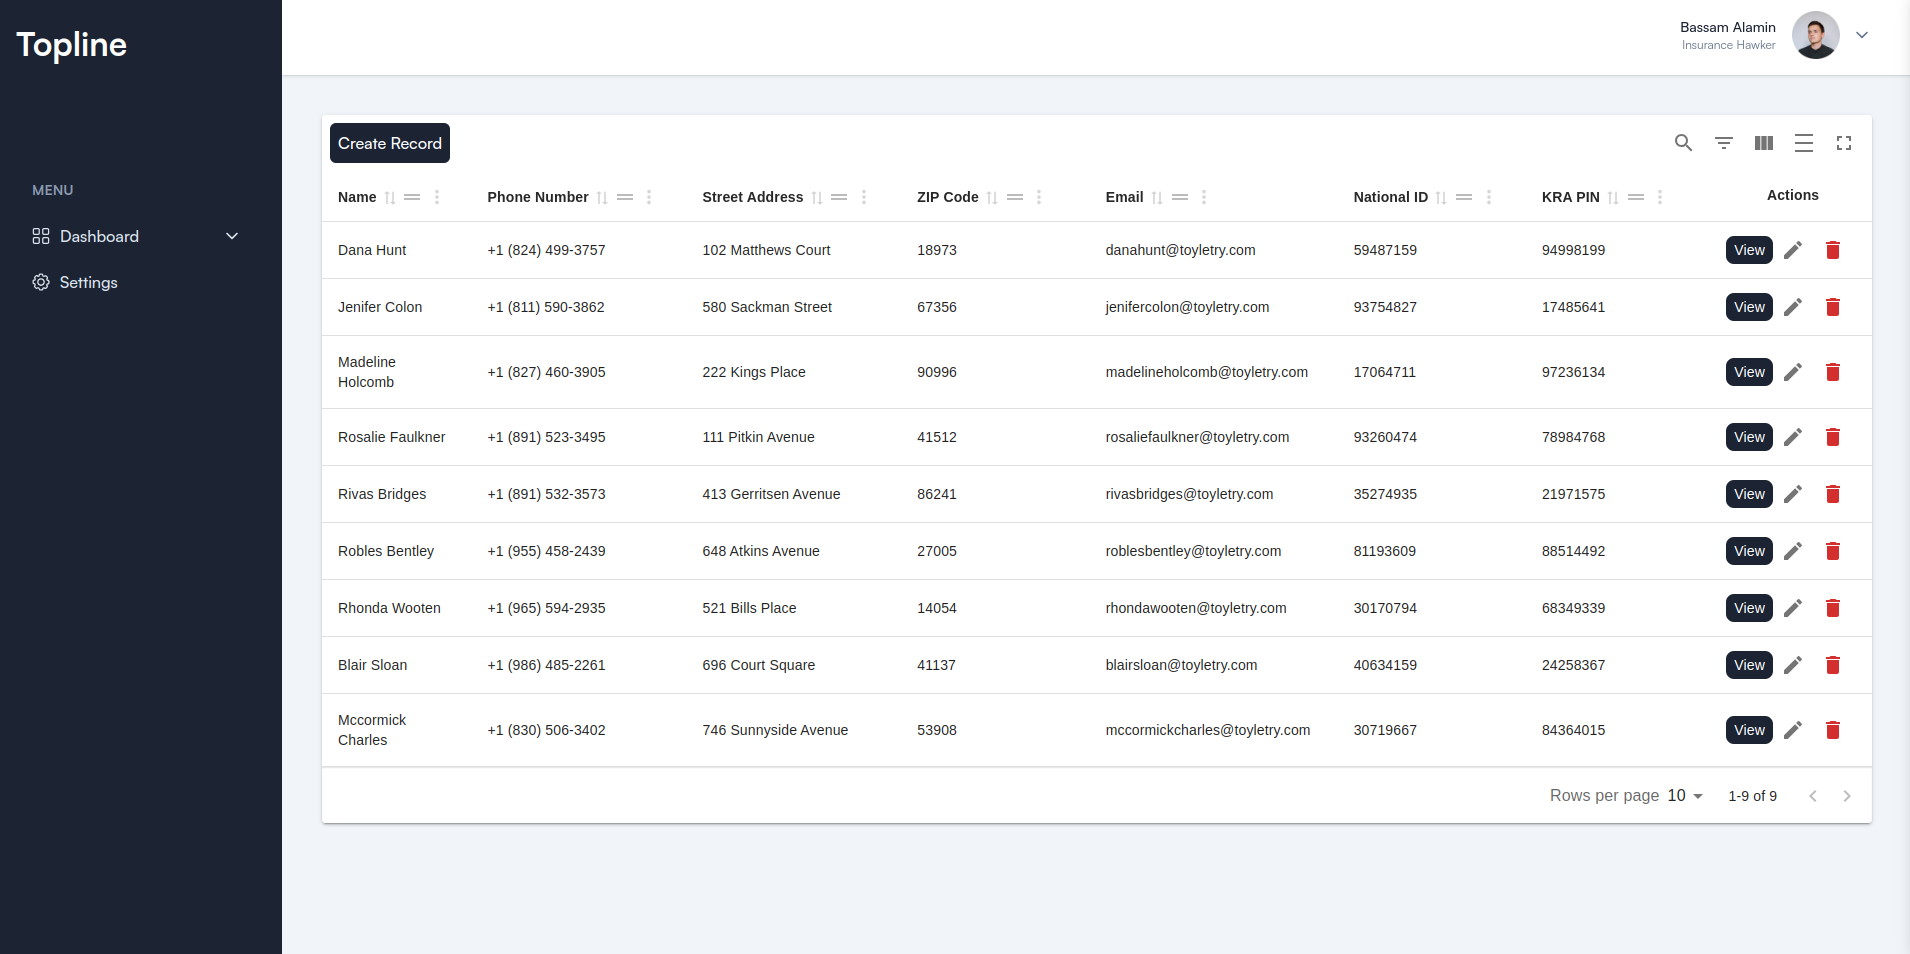 Topline
Bassam Alamin
Insurance Hawker
MENU
Dashboard
Settings
Create Record
Name Phone Number Street Address ZIP Code Email National ID KRA PIN Actions
Dana Hunt +1 (824) 499-3757 102 Matthews Court 18973 danahunt@toyletry.com 59487159 94998199 View
Jenifer Colon +1 (811) 590-3862 580 Sackman Street 67356 jenifercolon@toyletry.com 93754827 17485641 View
Madeline
Holcomb +1 (827) 460-3905 222 Kings Place 90996 madelineholcomb@toyletry.com 17064711 97236134 View
Rosalie Faulkner +1 (891) 523-3495 111 Pitkin Avenue 41512 rosaliefaulkner@toyletry.com 93260474 78984768 View
Rivas Bridges +1 (891) 532-3573 413 Gerritsen Avenue 86241 rivasbridges@toyletry.com 35274935 21971575 View
Robles Bentley +1 (955) 458-2439 648 Atkins Avenue 27005 roblesbentley@toyletry.com 81193609 88514492 View
Rhonda Wooten +1 (965) 594-2935 521 Bills Place 14054 rhondawooten@toyletry.com 30170794 68349339 View
Blair Sloan +1 (986) 485-2261 696 Court Square 41137 blairsloan@toyletry.com 40634159 24258367 View
Mccormick
Charles +1 (830) 506-3402 746 Sunnyside Avenue 53908 mccormickcharles@toyletry.com 30719667 84364015 View
Rows per page 10 1-9 of 9